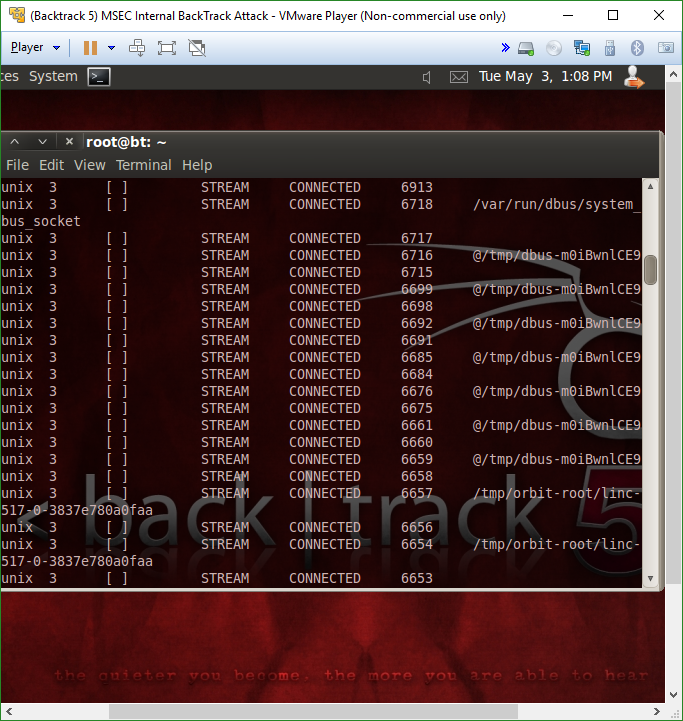 (Backtrack 5) MSEC Internal BackTrack Attack - VMware Player (Non-commercial use only)
Player
ces System Tue May 3, 1:08 PM
root@bt: ~
File Edit View Terminal Help
unix 3 [ ] STREAM CONNECTED 6913
unix 3 [ ] STREAM CONNECTED 6718 /var/run/dbus/system_
bus_socket
unix 3 [ ] STREAM CONNECTED 6717
unix 3 [ ] STREAM CONNECTED 6716 @/tmp/dbus-m0iBwnlCE9
unix 3 [ ] STREAM CONNECTED 6715
unix 3 [ ] STREAM CONNECTED 6699 @/tmp/dbus-m0iBwnlCE9
unix 3 [ ] STREAM CONNECTED 6698
unix 3 [ ] STREAM CONNECTED 6692 @/tmp/dbus-m0iBwnlCE9
unix 3 [ ] STREAM CONNECTED 6691
unix 3 [ ] STREAM CONNECTED 6685 @/tmp/dbus-m0iBwnlCE9
unix 3 [ ] STREAM CONNECTED 6684
unix 3 [ ] STREAM CONNECTED 6676 @/tmp/dbus-m0iBwnlCE9
unix 3 [ ] STREAM CONNECTED 6675
unix 3 [ ] STREAM CONNECTED 6661 @/tmp/dbus-m0iBwnlCE9
unix 3 [ ] STREAM CONNECTED 6660
unix 3 [ ] STREAM CONNECTED 6659 @/tmp/dbus-m0iBwnlCE9
unix 3 [ ] STREAM CONNECTED 6658
unix 3 [ ] STREAM CONNECTED 6657 /tmp/orbit-root/linc-
517-0-3837e780a0faa
unix 3 [ ] STREAM CONNECTED 6656
unix 3 [ ] STREAM CONNECTED 6654 /tmp/orbit-root/linc-
517-0-3837e780a0faa
unix 3 [ ] STREAM CONNECTED 6653
<< back|track 5
the quieter you become, the more you are able to hear